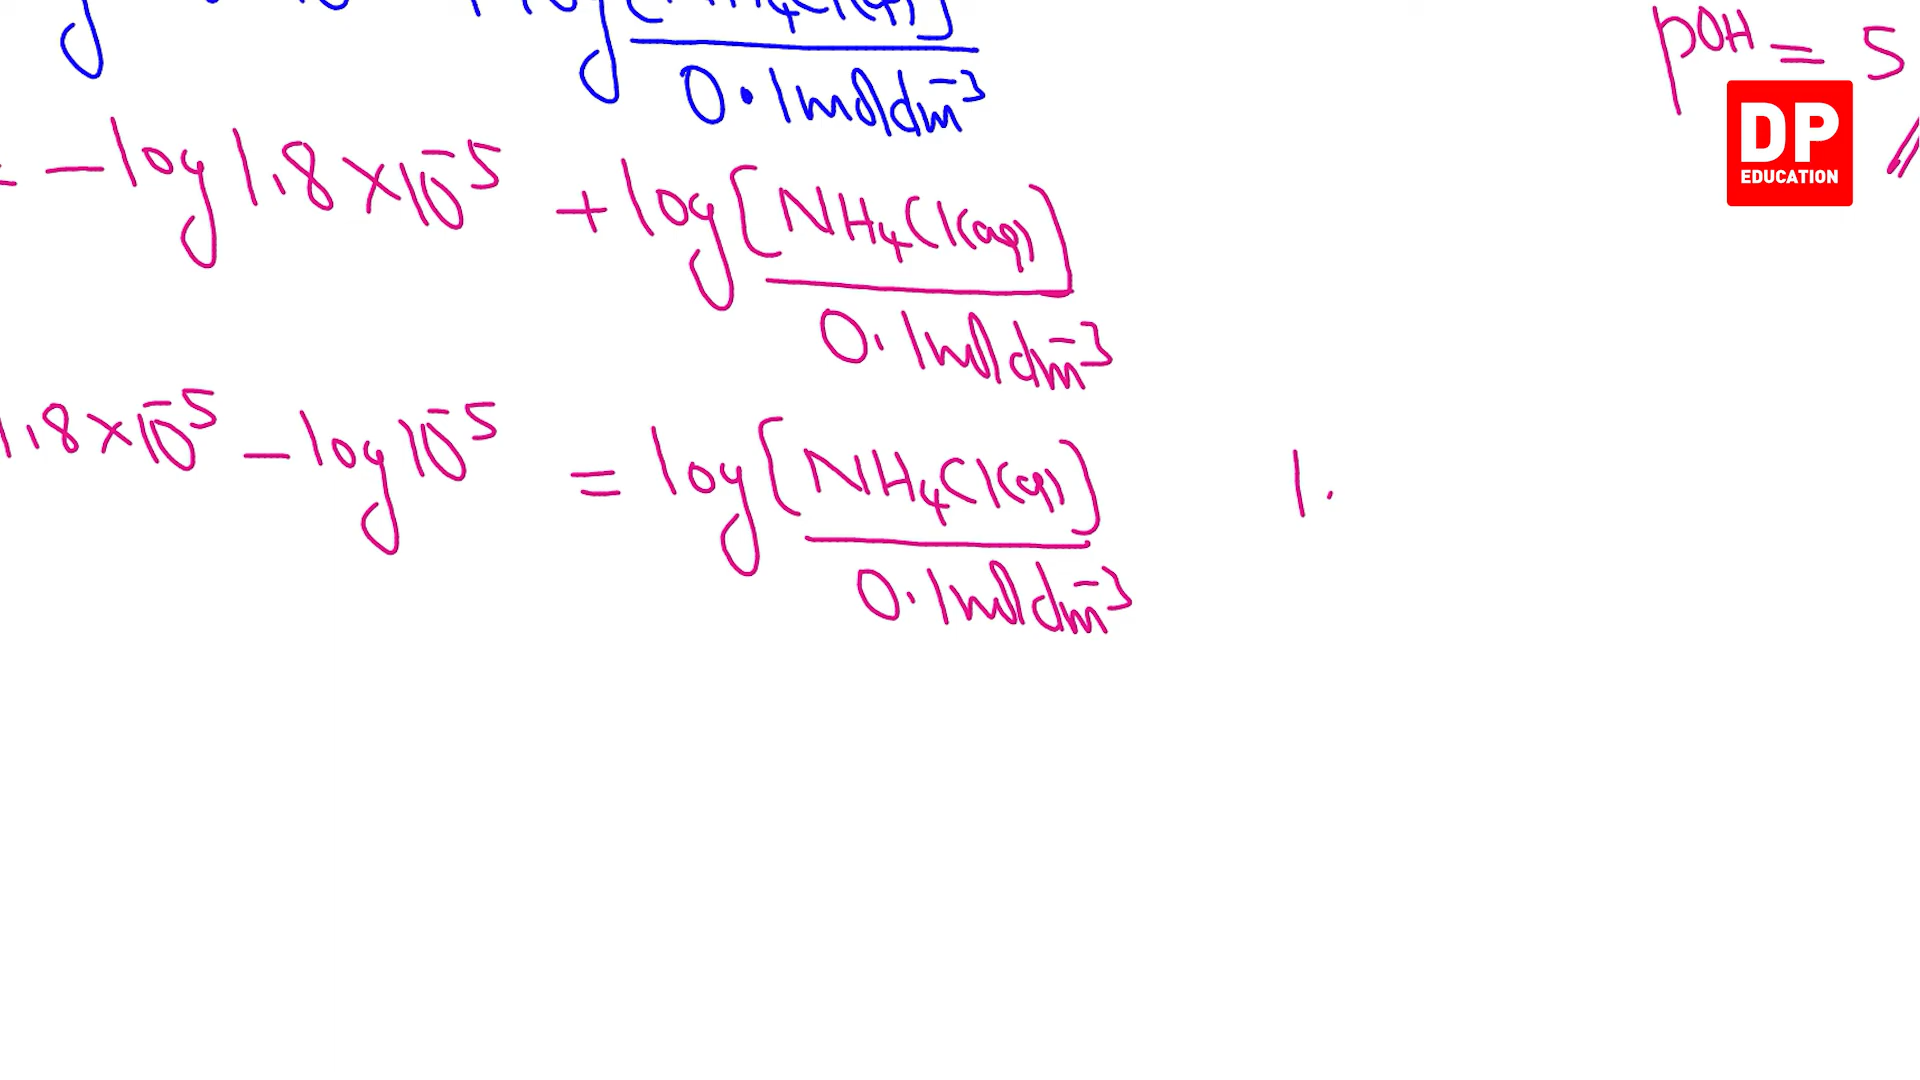 pOH = 5
0.1moldm⁻³
DP
EDUCATION
= -log 1.8×10⁻⁵ + log [NH₄Cl(aq)]
0.1moldm⁻³
1.8×10⁻⁵ - log 10⁻⁵ = log [NH₄Cl(aq)] 1.
0.1moldm⁻³